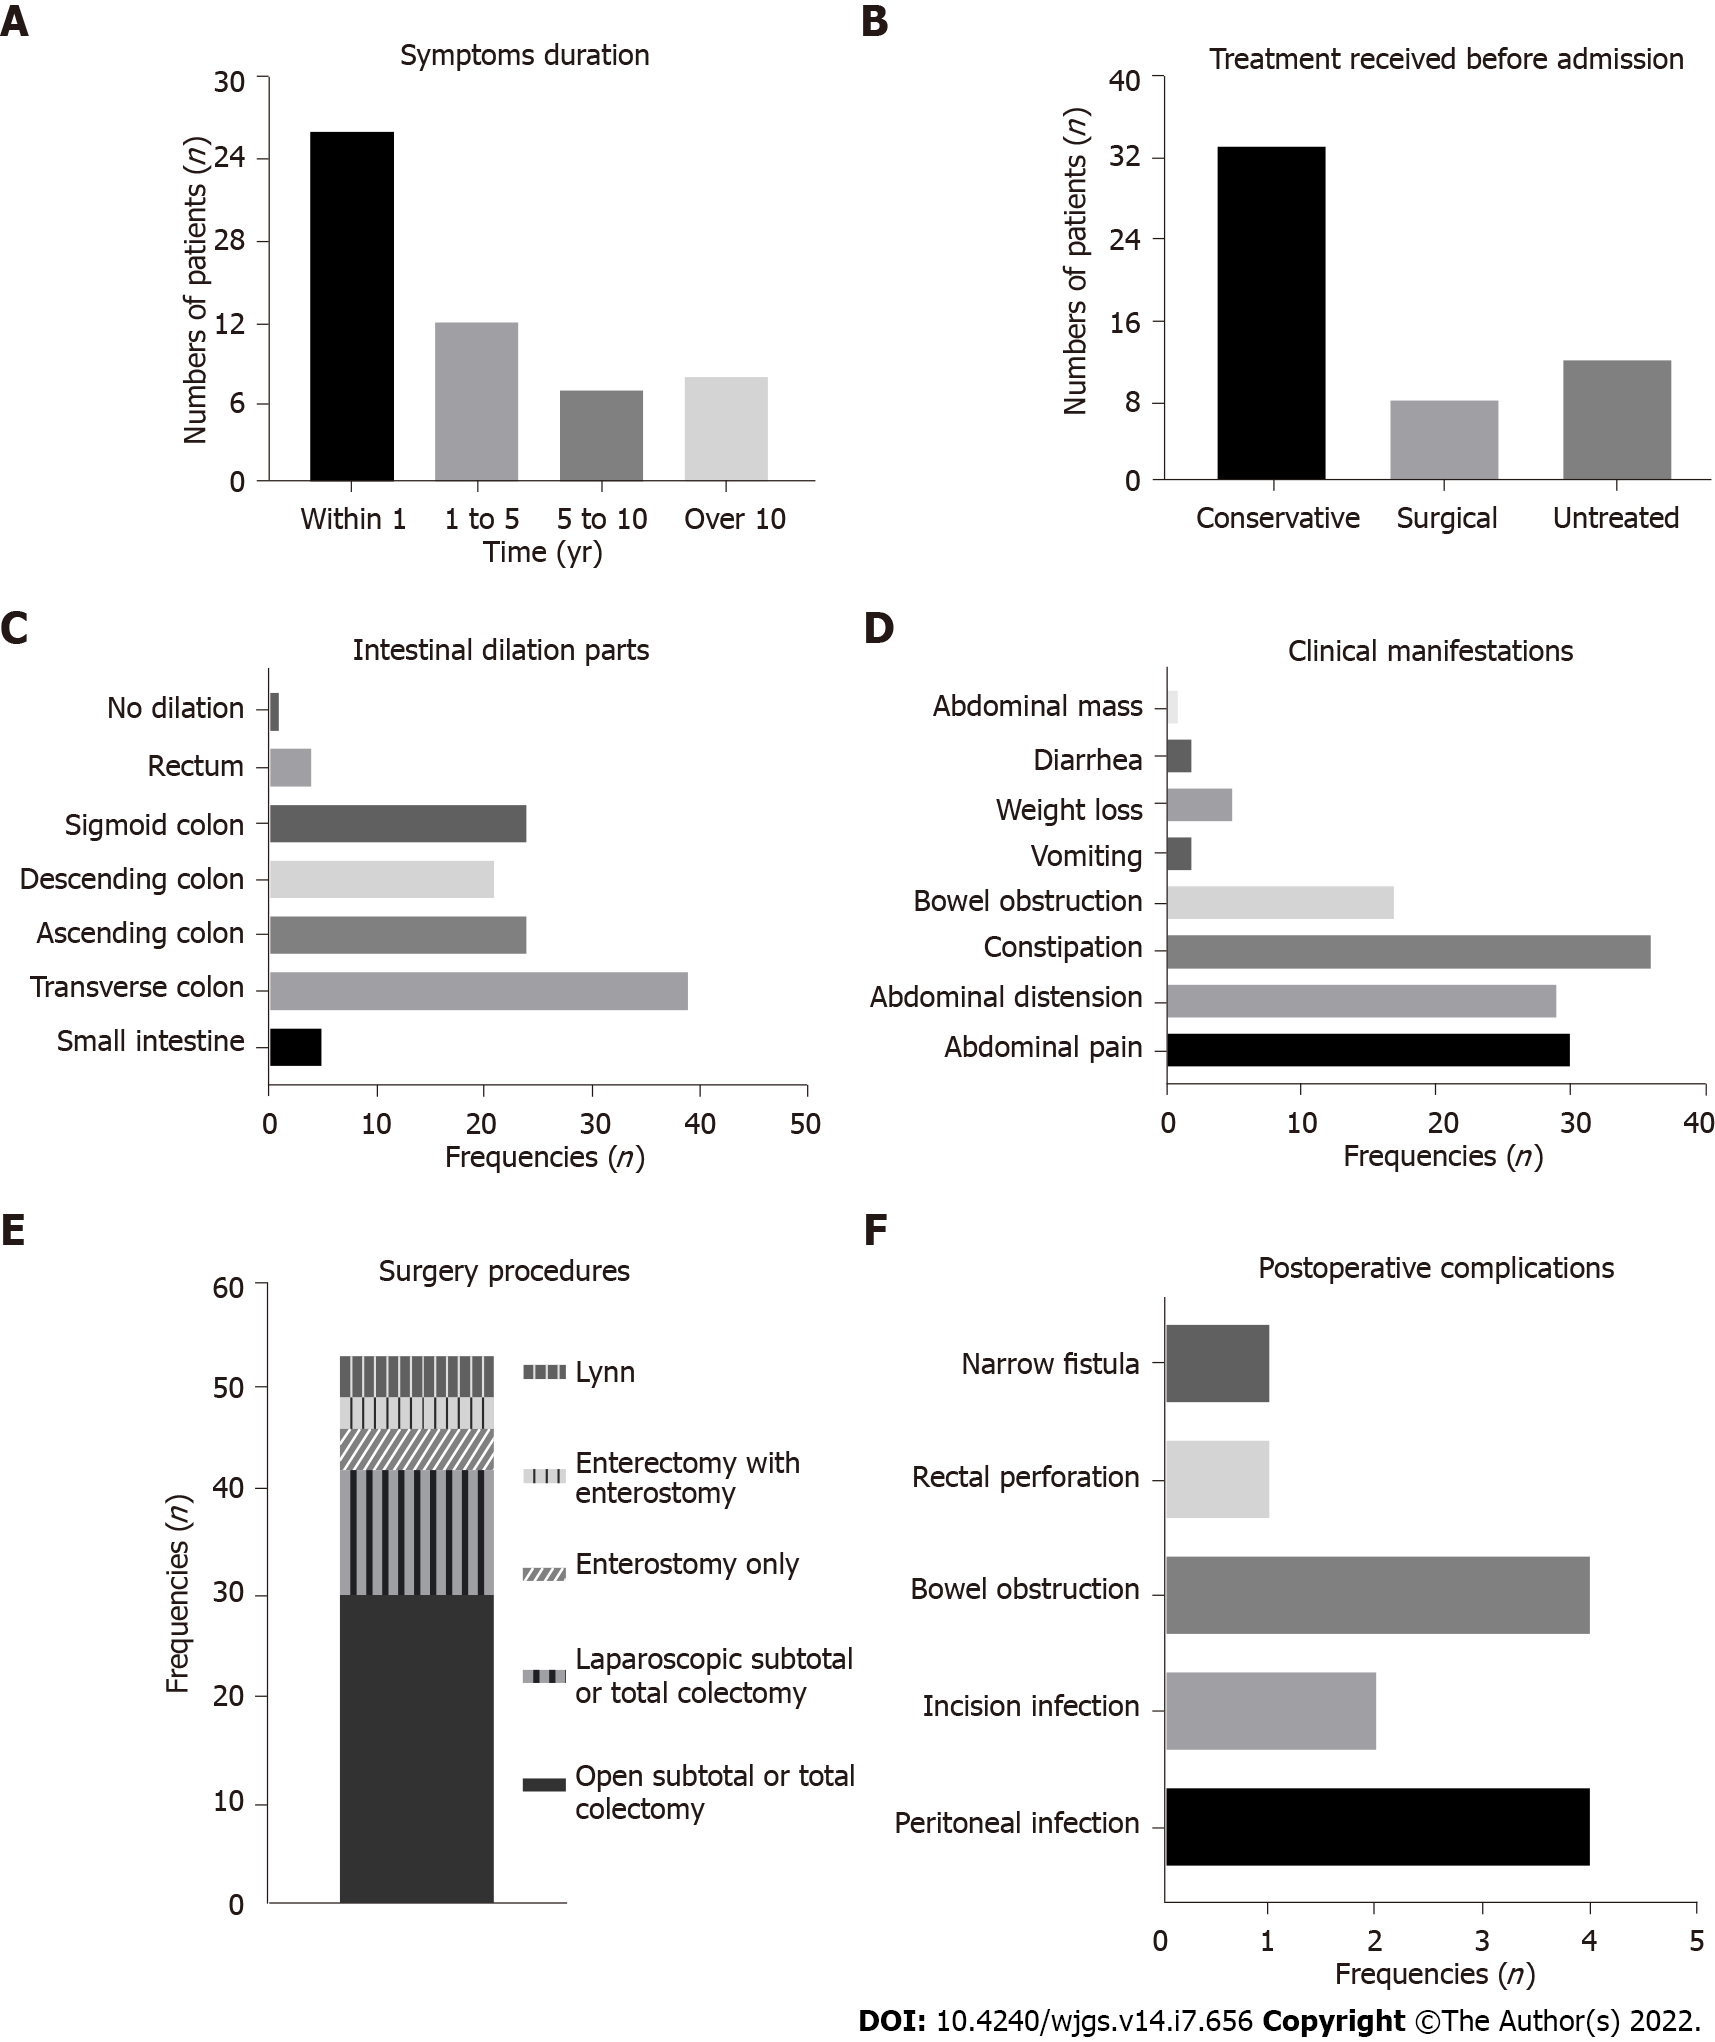 A
Symptoms duration
30
24
28
12
6
0
Numbers of patients (n)
Within 1
1 to 5
5 to 10
Over 10
Time (yr)
B
Treatment received before admission
40
32
24
16
8
0
Numbers of patients (n)
Conservative
Surgical
Untreated
C
Intestinal dilation parts
No dilation
Rectum
Sigmoid colon
Descending colon
Ascending colon
Transverse colon
Small intestine
0
10
20
30
40
50
Frequencies (n)
D
Clinical manifestations
Abdominal mass
Diarrhea
Weight loss
Vomiting
Bowel obstruction
Constipation
Abdominal distension
Abdominal pain
0
10
20
30
40
Frequencies (n)
E
Surgery procedures
60
50
40
30
20
10
0
Frequencies (n)
Lynn
Enterectomy with
enterostomy
Enterostomy only
Laparoscopic subtotal
or total colectomy
Open subtotal or total
colectomy
F
Postoperative complications
Narrow fistula
Rectal perforation
Bowel obstruction
Incision infection
Peritoneal infection
0
1
2
3
4
5
Frequencies (n)
DOI: 10.4240/wjgs.v14.i7.656 Copyright ©The Author(s) 2022.